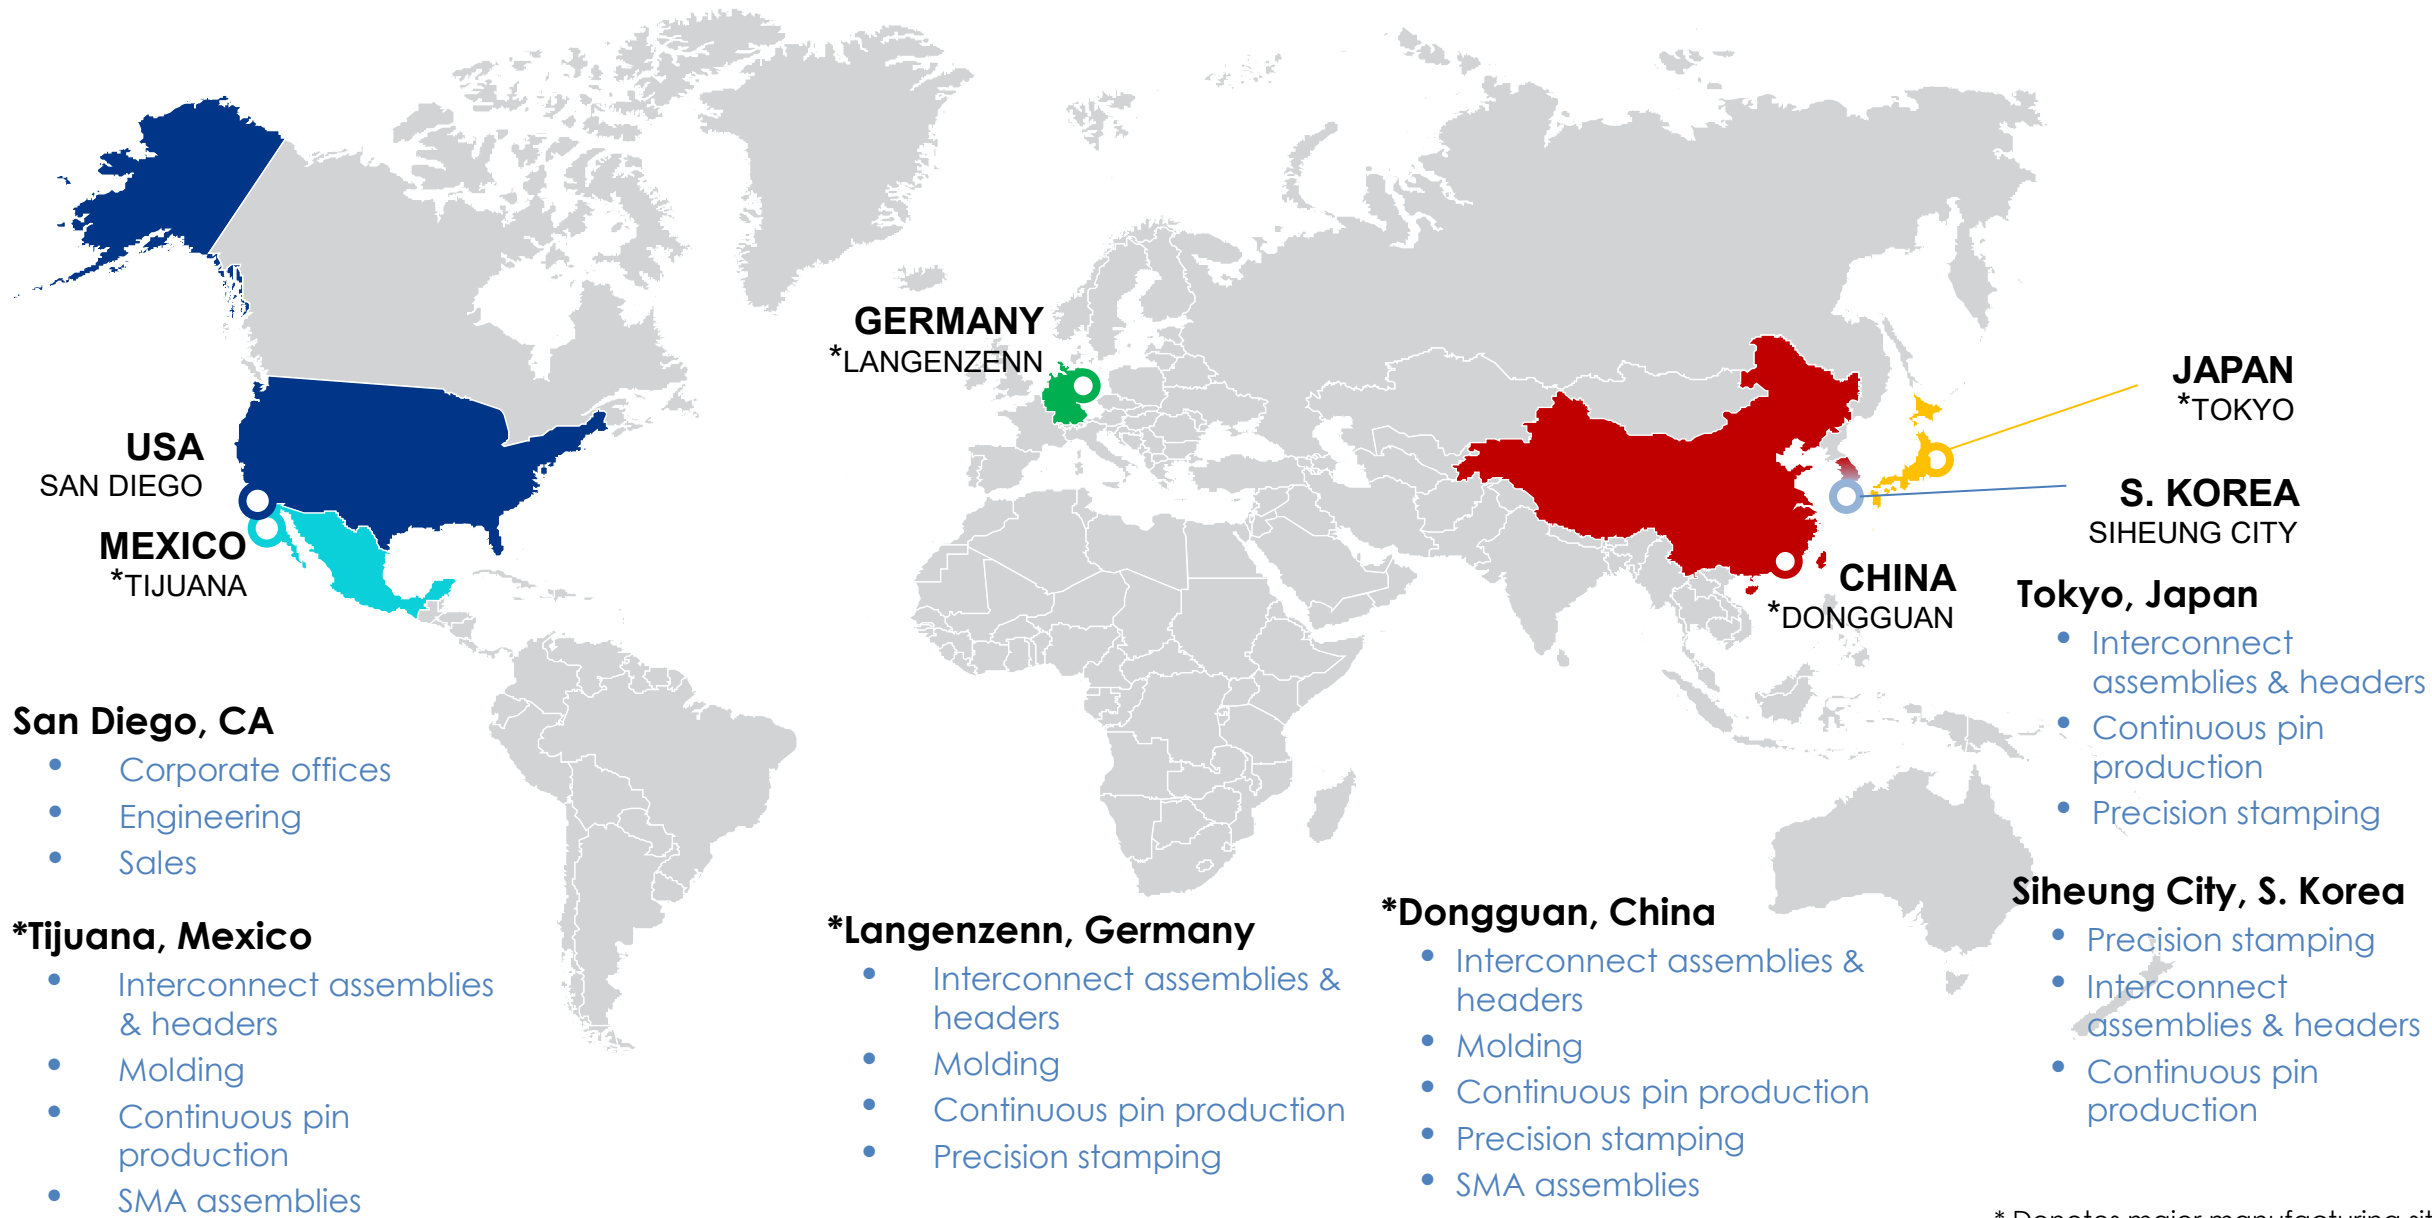 GERMANY
*LANGENZENN
JAPAN
*TOKYO
USA
SAN DIEGO
S. KOREA
SIHEUNG CITY
MEXICO
*TIJUANA
CHINA
*DONGGUAN
Tokyo, Japan
• Interconnect
assemblies & headers
• Continuous pin
production
• Precision stamping
San Diego, CA
• Corporate offices
• Engineering
• Sales
*Tijuana, Mexico
• Interconnect assemblies
& headers
• Molding
• Continuous pin
production
• SMA assemblies
*Langenzenn, Germany
• Interconnect assemblies &
headers
• Molding
• Continuous pin production
• Precision stamping
*Dongguan, China
• Interconnect assemblies &
headers
• Molding
• Continuous pin production
• Precision stamping
• SMA assemblies
Siheung City, S. Korea
• Precision stamping
• Interconnect
assemblies & headers
• Continuous pin
production
* Denotes major manufacturing